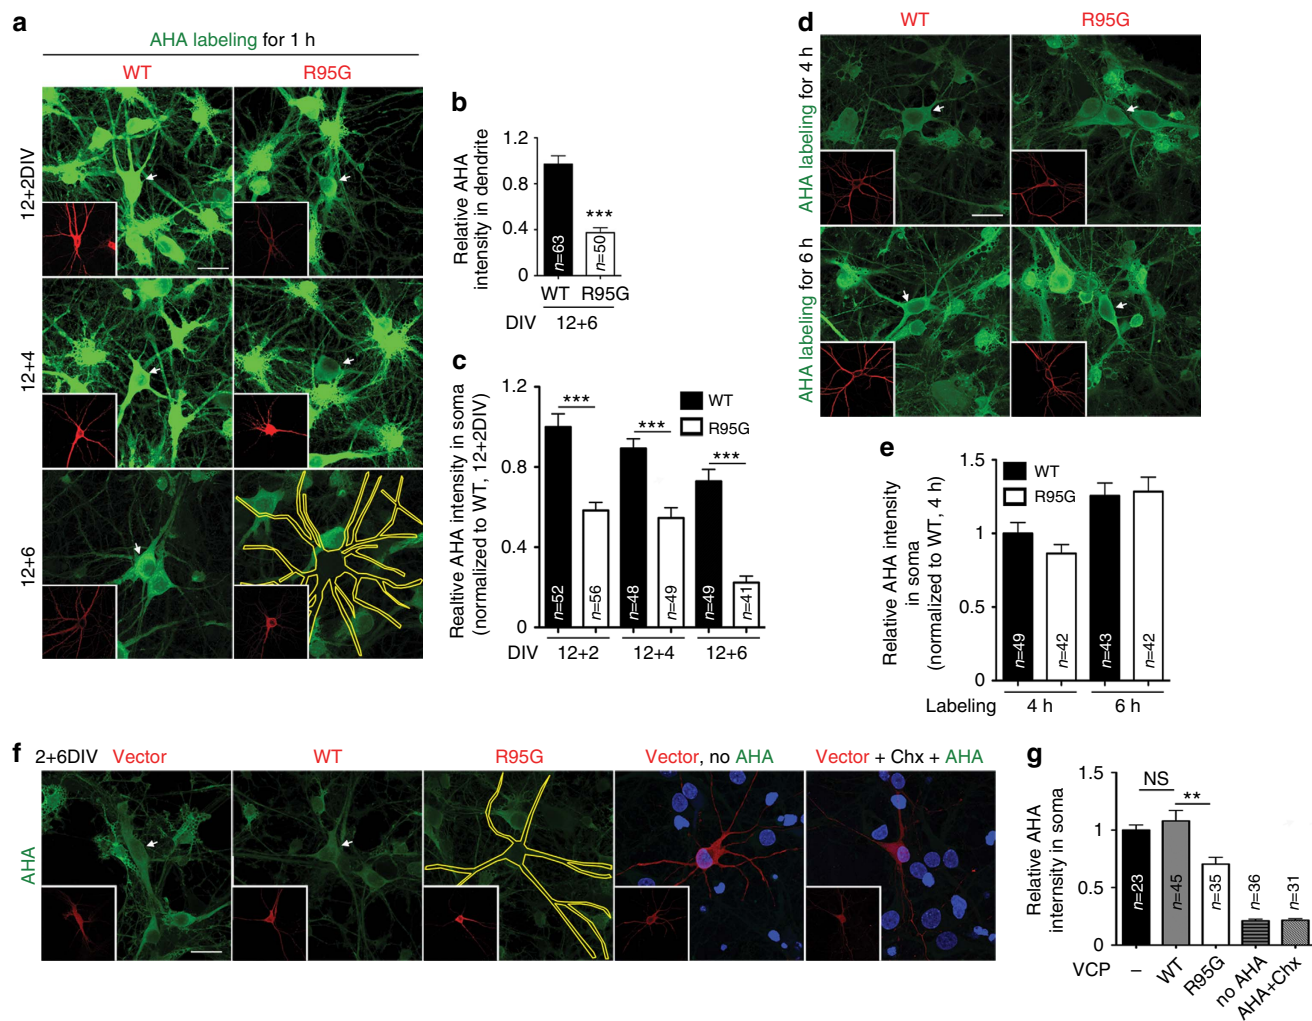 a
AHA labeling for 1 h
WT R95G
12+2DIV
12+4
12+6
b
Relative AHA
intensity in dendrite
1.2
0.8
0.4
0
n=63
***
n=50
WT R95G
DIV 12+6
c
Realtive AHA intensity in soma
(normalized to WT, 12+2DIV)
1.2
0.8
0.4
0
WT
R95G
*** *** ***
n=52 n=56 n=48 n=49 n=49 n=41
DIV 12+2 12+4 12+6
d
WT R95G
AHA labeling for 4 h
AHA labeling for 6 h
e
Relative AHA intensity
in soma
(normalized to WT, 4 h)
1.5
1
0.5
0
WT
R95G
n=49 n=42 n=43 n=42
Labeling 4 h 6 h
f
2+6DIV Vector WT R95G Vector, no AHA Vector + Chx + AHA
AHA
g
Relative AHA
intensity in soma
1.5
1
0.5
0
NS
**
n=23 n=45 n=35 n=36 n=31
VCP – WT R95G no AHA AHA+Chx